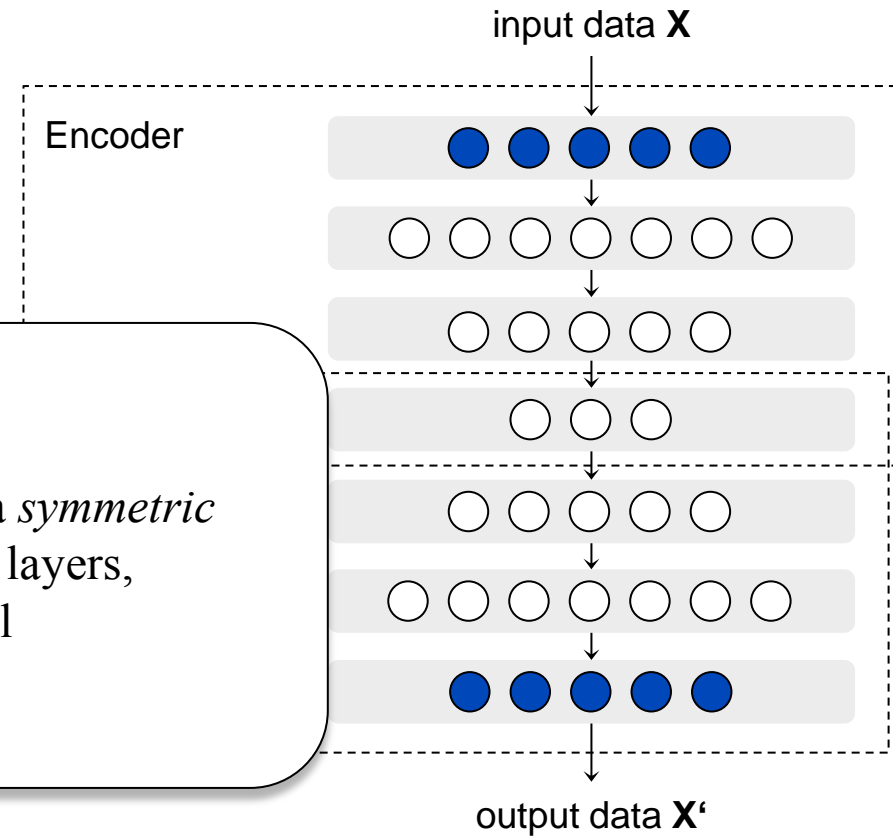 input data X
Encoder
symmetric
layers,
output data X‘